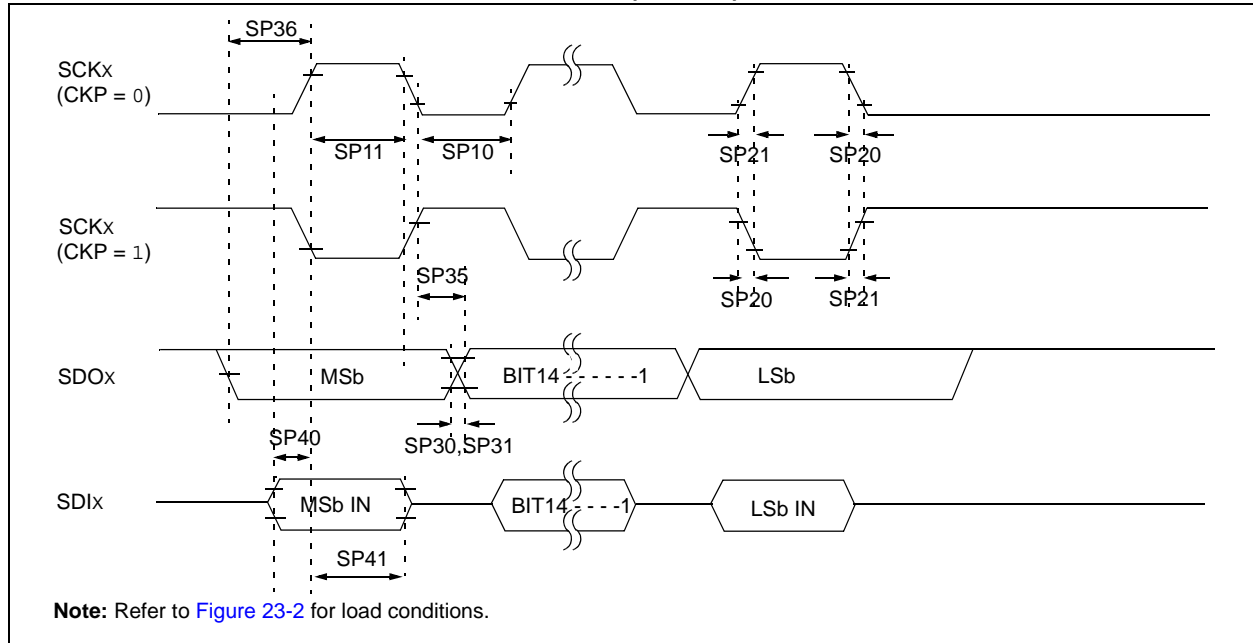 SP36
SCKX
(CKP = 0)
SP11
SP10
SP21
SP20
SCKX
(CKP = 1)
SP35
SP20
SP21
SDOX
MSb
BIT14 - - - - - -1
LSb
SP40
SP30,SP31
SDIX
MSb IN
BIT14 - - - -1
LSb IN
SP41
Note: Refer to Figure 23-2 for load conditions.